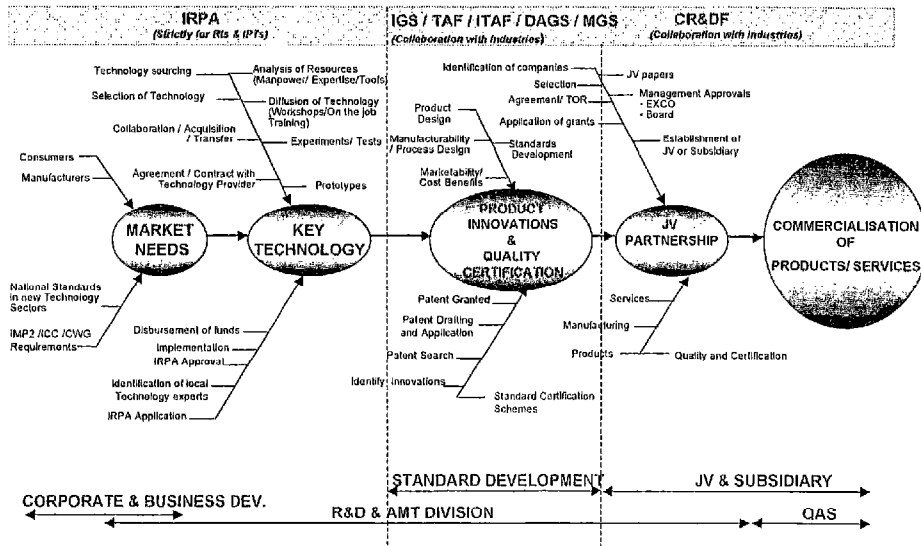 IRPA
(Strictly for RIs & IPTs)
IGS / TAF / ITAF / DAGS / MGS
(Collaboration with Industries)
CR&DF
(Collaboration with Industries)
Technology sourcing
Selection of Technology
Collaboration / Acquisition
/ Transfer
Agreement / Contract with
Technology Provider
Analysis of Resources
(Manpower/ Expertise/Tools)
Diffusion of Technology
(Workshops/On the job
Training)
Experiments/ Tests
Prototypes
Consumers
Manufacturers
National Standards
in new Technology
Sectors
IMP2 /ICC /CWG
Requirements
MARKET
NEEDS
KEY
TECHNOLOGY
Disbursement of funds
Implementation
IRPA Approval
Identification of local
Technology experts
IRPA Application
Product
Design
Manufacturability
/ Process Design
Marketability/
Cost Benefits
Standards
Development
PRODUCT
INNOVATIONS
&
QUALITY
CERTIFICATION
Patent Granted
Patent Drafting
and Application
Patent Search
Identify Innovations
Standard Certification
Schemes
Identification of companies
Selection
Agreement/ TOR
Application of grants
JV papers
Management Approvals
- EXCO
- Board
Establishment of
JV or Subsidiary
JV
PARTNERSHIP
Services
Manufacturing
Products
Quality and Certification
COMMERCIALISATION
OF
PRODUCTS/ SERVICES
STANDARD DEVELOPMENT
JV & SUBSIDIARY
CORPORATE & BUSINESS DEV.
R&D & AMT DIVISION
QAS